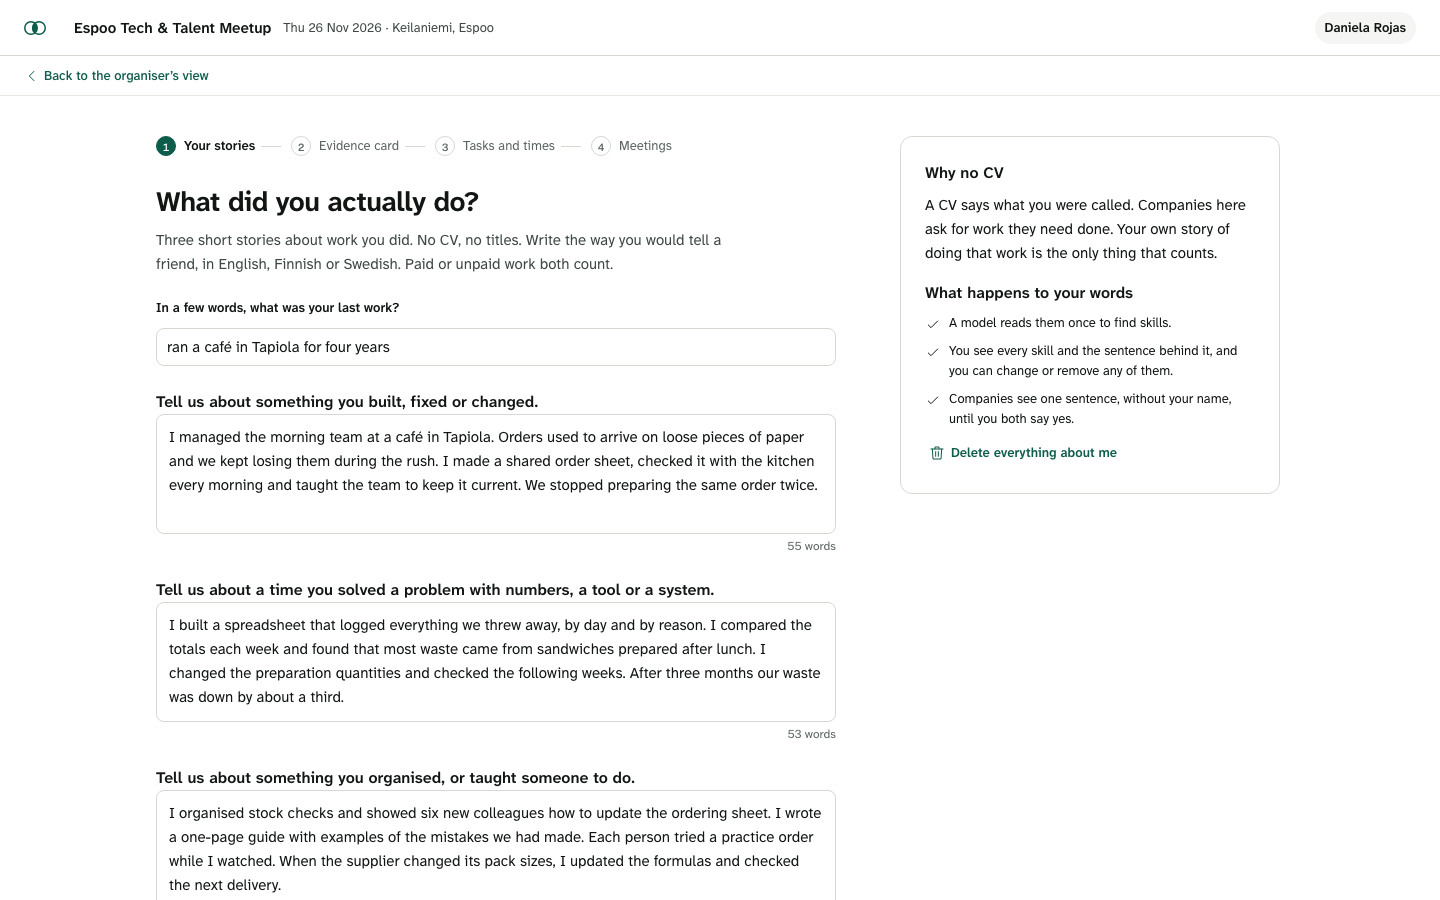 Espoo Tech & Talent Meetup
Thu 26 Nov 2026 · Keilaniemi, Espoo
Daniela Rojas
Back to the organiser’s view
1 Your stories
2 Evidence card
3 Tasks and times
4 Meetings
What did you actually do?
Three short stories about work you did. No CV, no titles. Write the way you would tell a
friend, in English, Finnish or Swedish. Paid or unpaid work both count.
In a few words, what was your last work?
ran a café in Tapiola for four years
Tell us about something you built, fixed or changed.
I managed the morning team at a café in Tapiola. Orders used to arrive on loose pieces of paper
and we kept losing them during the rush. I made a shared order sheet, checked it with the kitchen
every morning and taught the team to keep it current. We stopped preparing the same order twice.
55 words
Tell us about a time you solved a problem with numbers, a tool or a system.
I built a spreadsheet that logged everything we threw away, by day and by reason. I compared the
totals each week and found that most waste came from sandwiches prepared after lunch. I
changed the preparation quantities and checked the following weeks. After three months our waste
was down by about a third.
53 words
Tell us about something you organised, or taught someone to do.
I organised stock checks and showed six new colleagues how to update the ordering sheet. I wrote
a one-page guide with examples of the mistakes we had made. Each person tried a practice order
while I watched. When the supplier changed its pack sizes, I updated the formulas and checked
the next delivery.
Why no CV
A CV says what you were called. Companies here
ask for work they need done. Your own story of
doing that work is the only thing that counts.
What happens to your words
A model reads them once to find skills.
You see every skill and the sentence behind it, and
you can change or remove any of them.
Companies see one sentence, without your name,
until you both say yes.
Delete everything about me